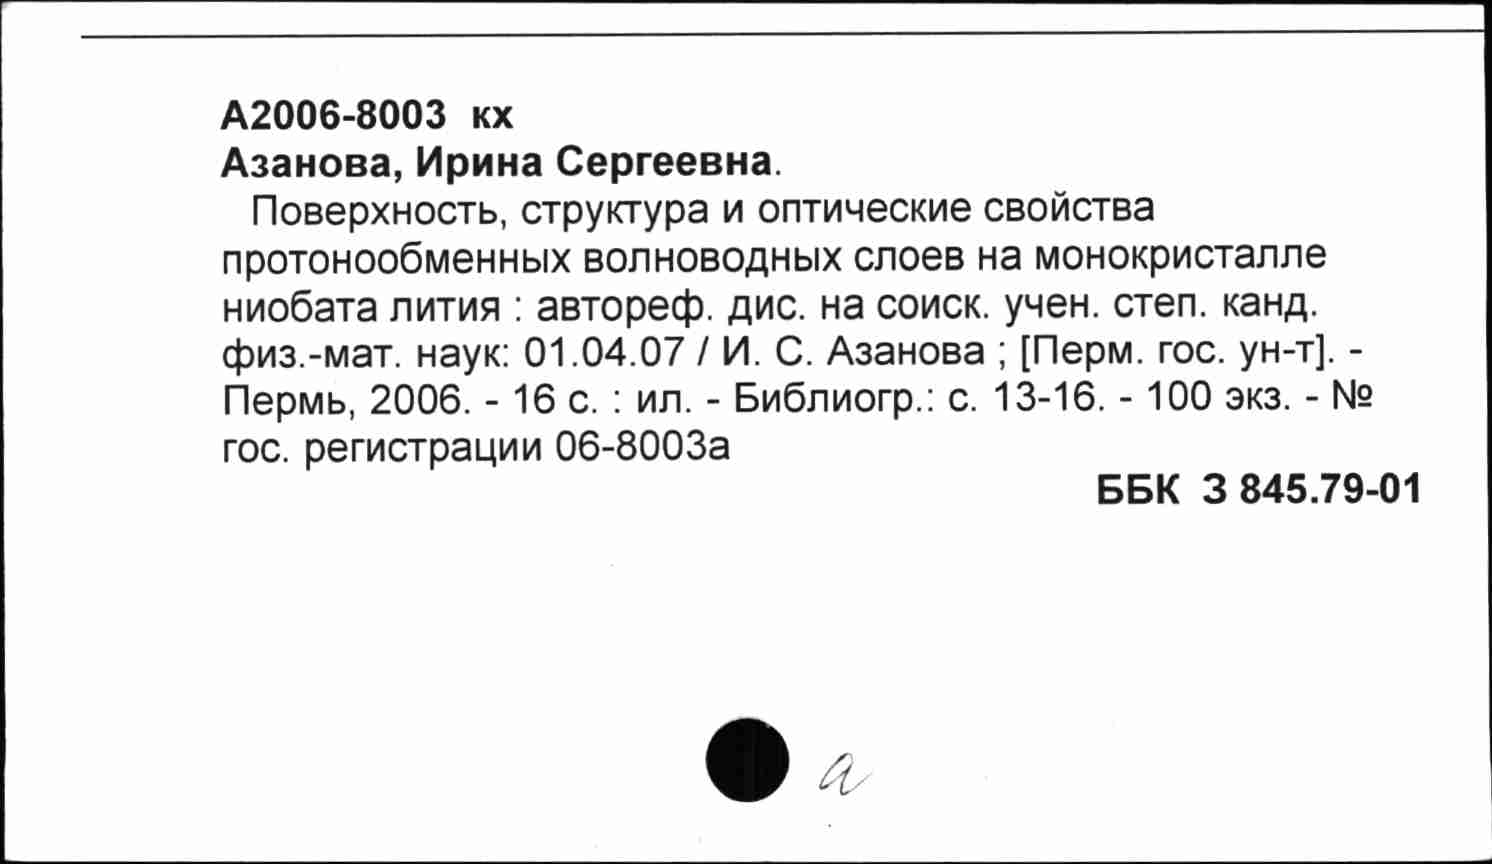 А2006-8003 кх
Азанова, Ирина Сергеевна.
Поверхность, структура и оптические свойства
протонообменных волноводных слоев на монокристалле
ниобата лития : автореф. дис. на соиск. учен. степ. канд.
физ.-мат. наук: 01.04.07 / И. С. Азанова ; [Перм. гос. ун-т]. -
Пермь, 2006. - 16 с. : ил. - Библиогр.: с. 13-16. - 100 экз. - №
гос. регистрации 06-8003а
ББК З 845.79-01
а